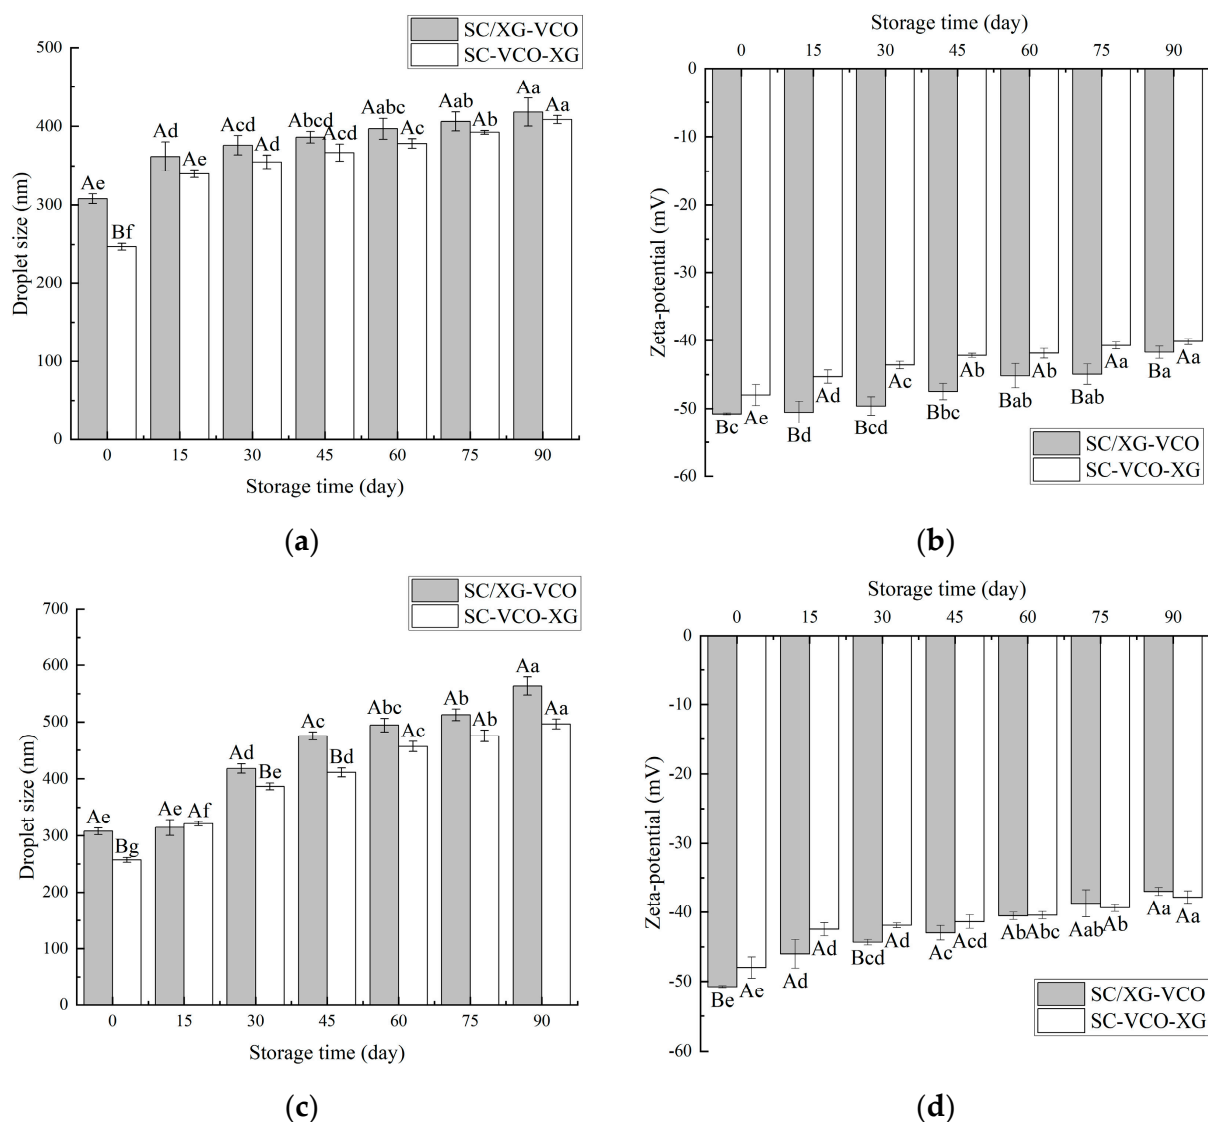 SC/XG-VCO
SC-VCO-XG
500
400
300
200
100
0
Droplet size (nm)
Ae
Bf
Ad
Ae
Acd
Ad
Abcd
Acd
Aabc
Ac
Aab
Ab
Aa
Aa
0 15 30 45 60 75 90
Storage time (day)
(a)
Storage time (day)
0 15 30 45 60 75 90
0
-10
-20
-30
-40
-50
-60
Zeta-potential (mV)
Bc
Ae
Bd
Ad
Bcd
Ac
Bbc
Ab
Bab
Ab
Bab
Aa
Ba
Aa
SC/XG-VCO
SC-VCO-XG
(b)
SC/XG-VCO
SC-VCO-XG
700
600
500
400
300
200
100
0
Droplet size (nm)
Ae
Bg
Ae
Af
Ad
Be
Ac
Bd
Abc
Ac
Ab
Ab
Aa
Aa
0 15 30 45 60 75 90
Storage time (day)
(c)
Storage time (day)
0 15 30 45 60 75 90
0
-10
-20
-30
-40
-50
-60
Zeta-potential (mV)
Be
Ae
Ad
Ad
Bcd
Ad
Ac
Acd
Ab
Abc
Aab
Ab
Aa
Aa
SC/XG-VCO
SC-VCO-XG
(d)